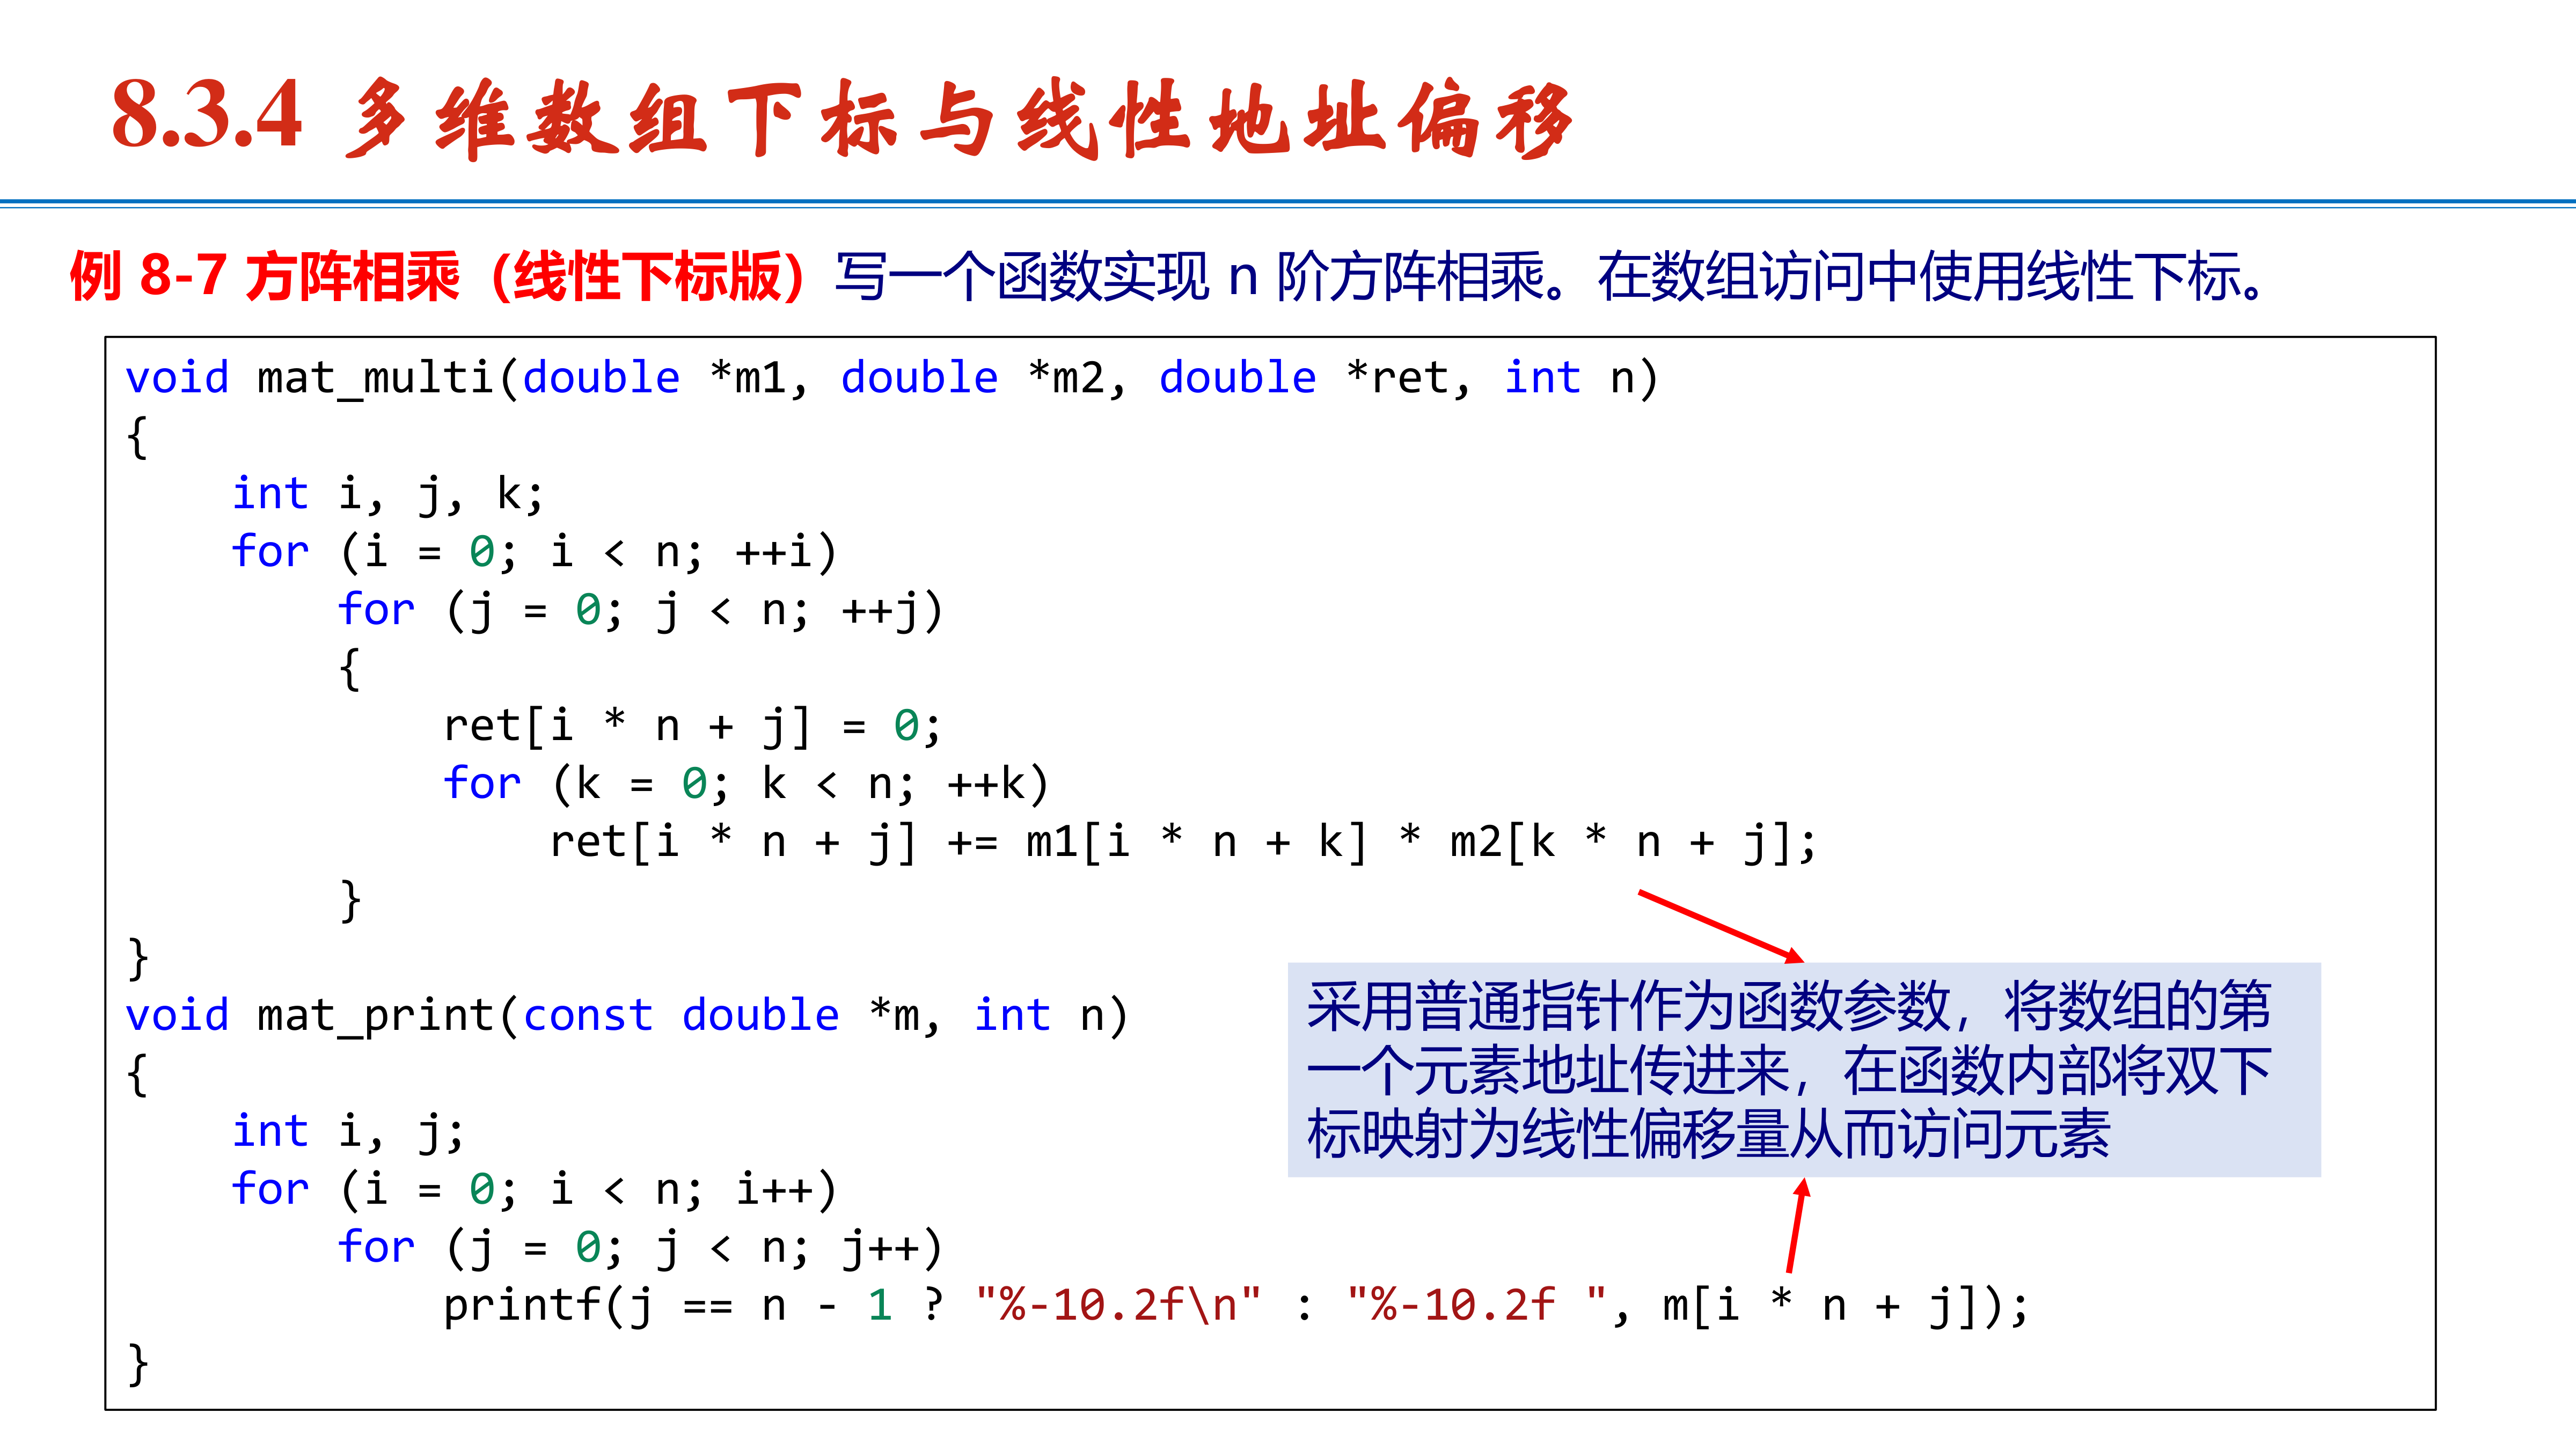 8.3.4 多维数组下标与线性地址偏移
例 8-7 方阵相乘（线性下标版）写一个函数实现 n 阶方阵相乘。在数组访问中使用线性下标。
void mat_multi(double *m1, double *m2, double *ret, int n)
{
    int i, j, k;
    for (i = 0; i < n; ++i)
        for (j = 0; j < n; ++j)
        {
            ret[i * n + j] = 0;
            for (k = 0; k < n; ++k)
                ret[i * n + j] += m1[i * n + k] * m2[k * n + j];
        }
}
void mat_print(const double *m, int n)
{
    int i, j;
    for (i = 0; i < n; i++)
        for (j = 0; j < n; j++)
            printf(j == n - 1 ? "%-10.2f\n" : "%-10.2f ", m[i * n + j]);
}
采用普通指针作为函数参数，将数组的第
一个元素地址传进来，在函数内部将双下
标映射为线性偏移量从而访问元素